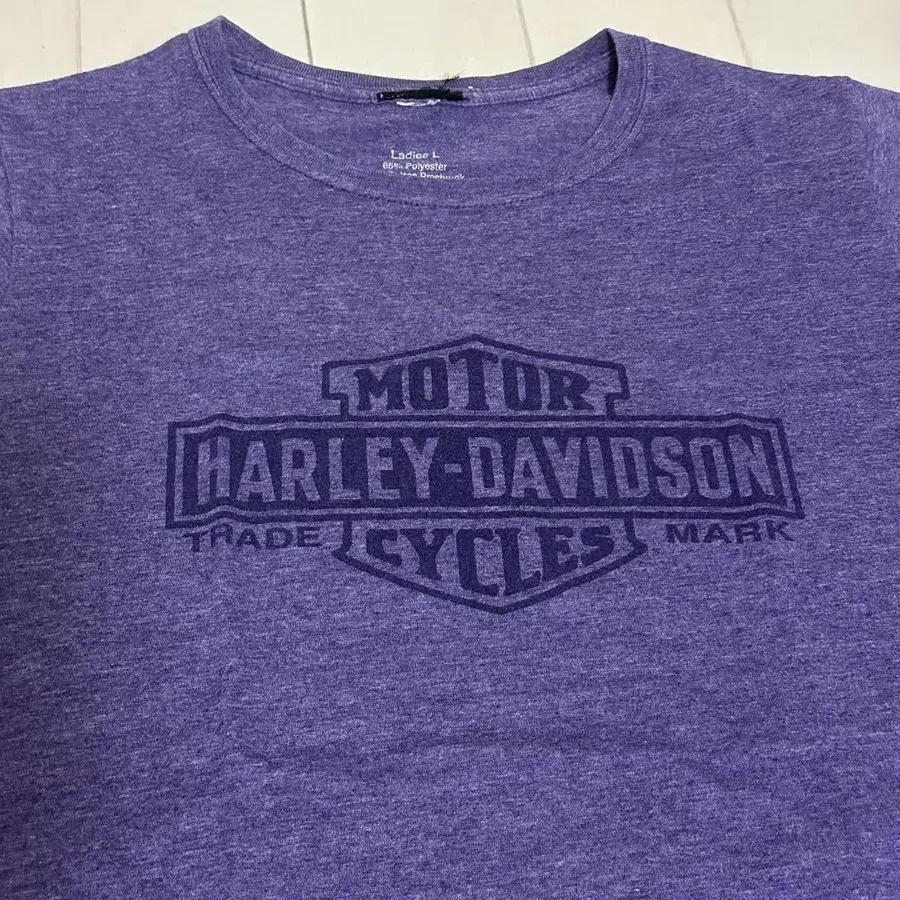 Ladies L
65% Polyester
MOTOR
HARLEY-DAVIDSON
TRADE MARK
CYCLES